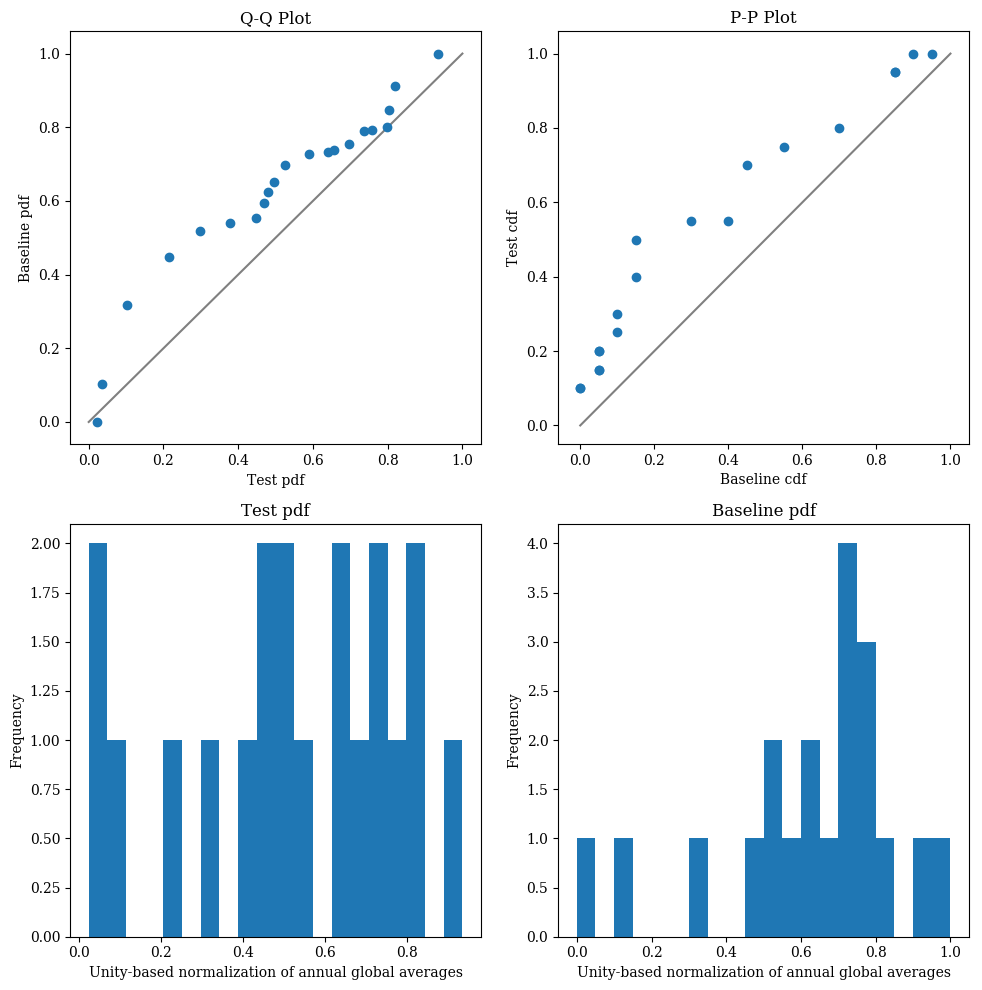 Q-Q Plot
1.0
0.8
0.6
0.4
0.2
0.0
Baseline pdf
0.0 0.2 0.4 0.6 0.8 1.0
Test pdf
P-P Plot
1.0
0.8
0.6
0.4
0.2
0.0
Test cdf
0.0 0.2 0.4 0.6 0.8 1.0
Baseline cdf
Test pdf
2.00
1.75
1.50
1.25
1.00
0.75
0.50
0.25
0.00
Frequency
0.0 0.2 0.4 0.6 0.8
Unity-based normalization of annual global averages
Baseline pdf
4.0
3.5
3.0
2.5
2.0
1.5
1.0
0.5
0.0
Frequency
0.0 0.2 0.4 0.6 0.8 1.0
Unity-based normalization of annual global averages